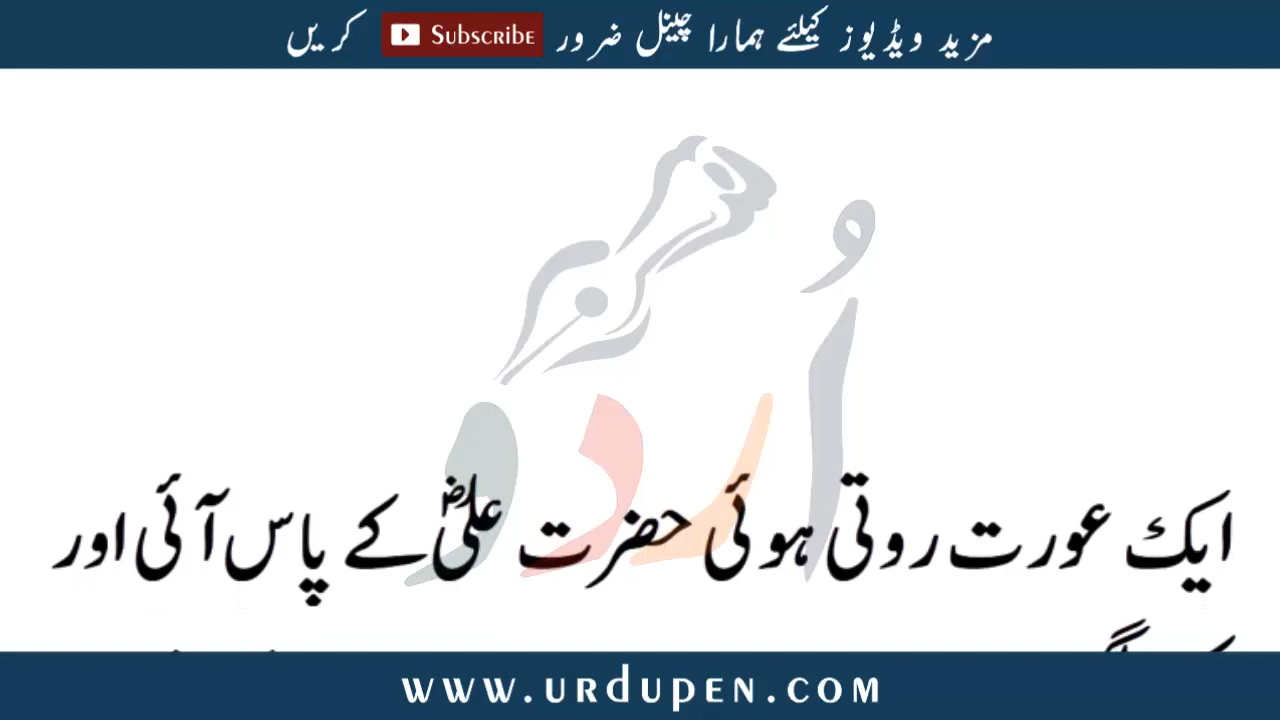 مزید ویڈیوز کیلئے ہمارا چینل ضرور Subscribe کریں
اُردو
ایک عورت روتی ہوئی حضرت علیؓ کے پاس آئی اور
www.urdupen.com